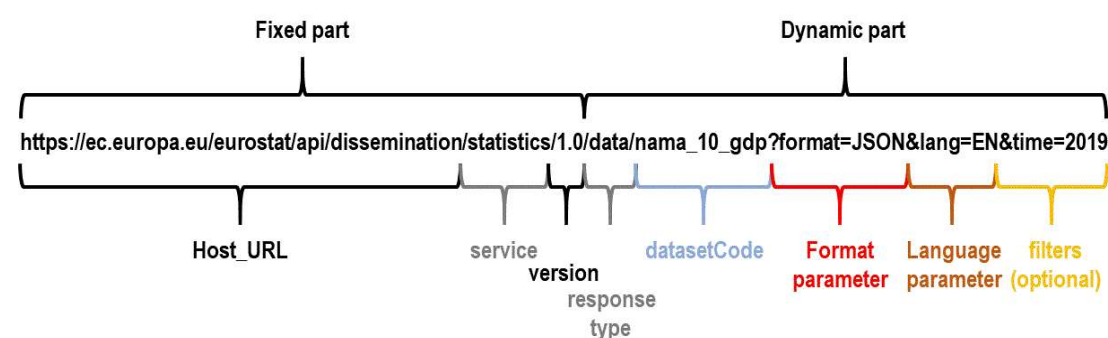 Fixed part
Dynamic part
https://ec.europa.eu/eurostat/api/dissemination/statistics/1.0/data/nama_10_gdp?format=JSON&lang=EN&time=2019
Host_URL
service
version
response
type
datasetCode
Format
parameter
Language
parameter
filters
(optional)